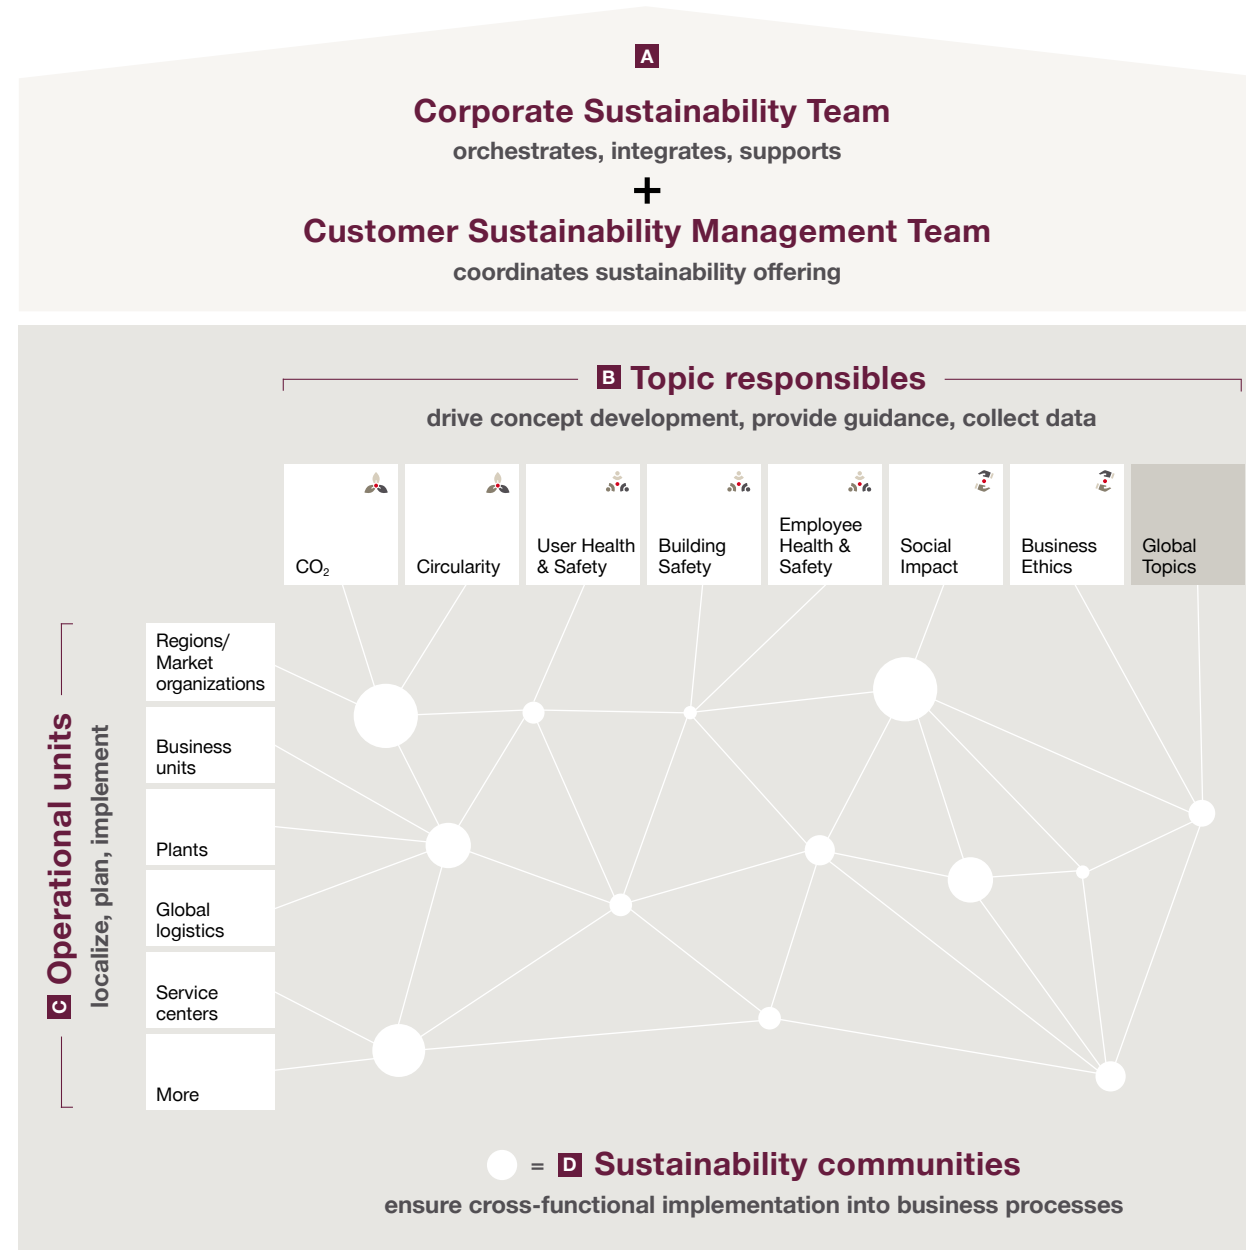 A
Corporate Sustainability Team
orchestrates, integrates, supports
+
Customer Sustainability Management Team
coordinates sustainability offering
B Topic responsibles
drive concept development, provide guidance, collect data
CO₂
Circularity
User Health
& Safety
Building
Safety
Employee
Health &
Safety
Social
Impact
Business
Ethics
Global
Topics
C Operational units
localize, plan, implement
Regions/
Market
organizations
Business
units
Plants
Global
logistics
Service
centers
More
= D Sustainability communities
ensure cross-functional implementation into business processes